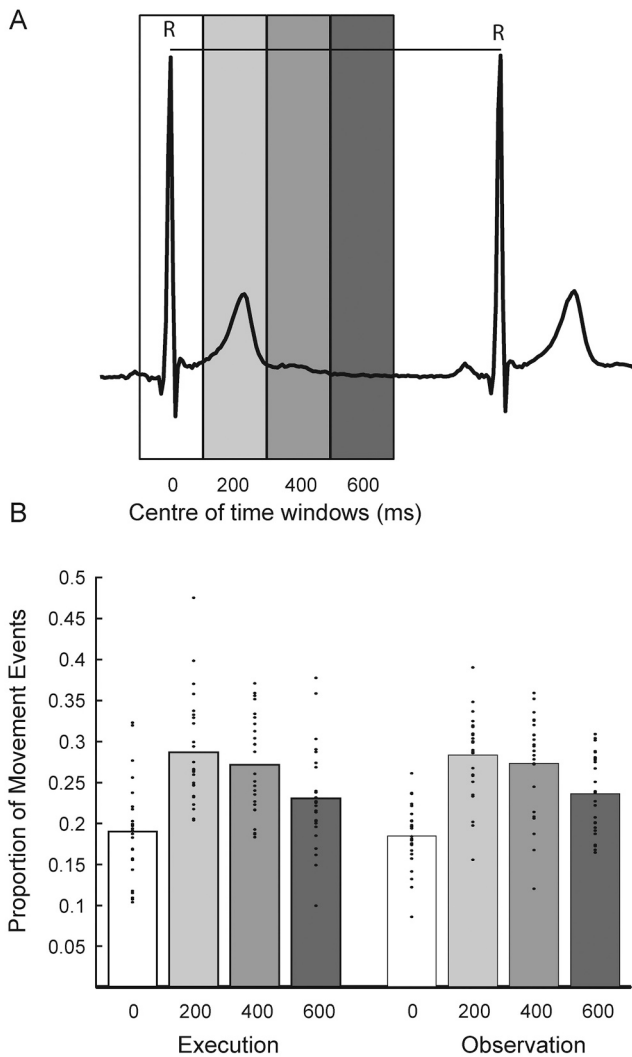 A
R R
0 200 400 600
Centre of time windows (ms)
B
Proportion of Movement Events
0.5
0.45
0.4
0.35
0.3
0.25
0.2
0.15
0.1
0.05
0 200 400 600 0 200 400 600
Execution Observation